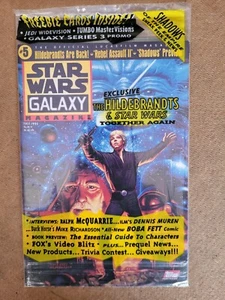 FREEBIE CARDS INSIDE!
• JEDI WIDEVISION • JUMBO MasterVisions
• GALAXY SERIES 3 PROMO
SHADOWS
THE OFFICIAL LUCASFILM MAGAZINE
#5
Hildebrandts Are Back! • Rebel Assault II • "Shadows" Preview
STAR
WARS
GALAXY
MAGAZINE
EXCLUSIVE
THE HILDEBRANDTS
& STAR WARS
TOGETHER AGAIN
• INTERVIEWS: RALPH McQUARRIE... ILM's DENNIS MUREN
...Dark Horse's MIKE RICHARDSON • All-New BOBA FETT Comic
• BOOK PREVIEW: The Essential Guide To Characters
• FOX's Video Blitz • PLUS... Prequel News...
New Products... Trivia Contest... Giveaways!!!